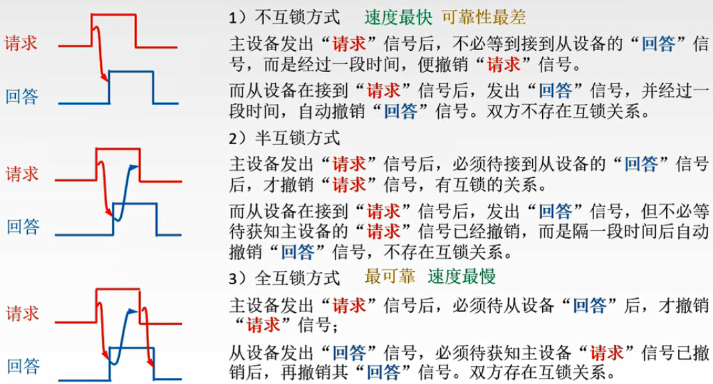 1）不互锁方式 速度最快 可靠性最差
请求
主设备发出“请求”信号后，不必等到接到从设备的“回答”信
号，而是经过一段时间，便撤销“请求”信号。
回答
而从设备在接到“请求”信号后，发出“回答”信号，并经过一
段时间，自动撤销“回答”信号。双方不存在互锁关系。
2）半互锁方式
请求
主设备发出“请求”信号后，必须待接到从设备的“回答”信号
后，才撤销“请求”信号，有互锁的关系。
回答
而从设备在接到“请求”信号后，发出“回答”信号，但不必等
待获知主设备的“请求”信号已经撤销，而是隔一段时间后自动
撤销“回答”信号，不存在互锁关系。
3）全互锁方式 最可靠 速度最慢
请求
主设备发出“请求”信号后，必须待从设备“回答”后，才撤销
“请求”信号；
回答
从设备发出“回答”信号，必须待获知主设备“请求”信号已撤
销后，再撤销其“回答”信号。双方存在互锁关系。